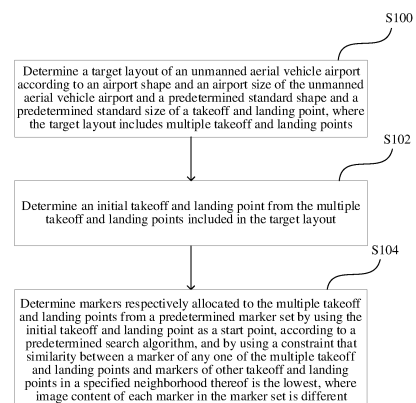 S100
Determine a target layout of an unmanned aerial vehicle airport
according to an airport shape and an airport size of the unmanned
aerial vehicle airport and a predetermined standard shape and a
predetermined standard size of a takeoff and landing point, where
the target layout includes multiple takeoff and landing points
S102
Determine an initial takeoff and landing point from the multiple
takeoff and landing points included in the target layout
S104
Determine markers respectively allocated to the multiple takeoff
and landing points from a predetermined marker set by using the
initial takeoff and landing point as a start point, according to a
predetermined search algorithm, and by using a constraint that
similarity between a marker of any one of the multiple takeoff
and landing points and markers of other takeoff and landing
points in a specified neighborhood thereof is the lowest, where
image content of each marker in the marker set is different